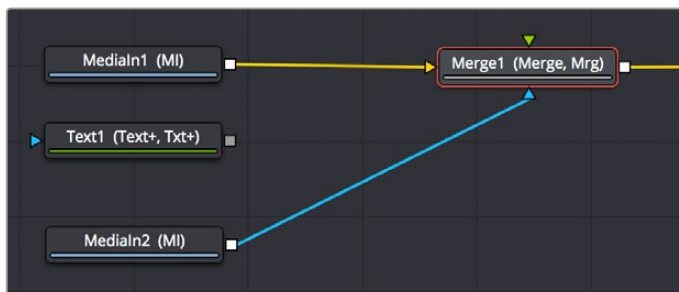 MediaIn1 (MI)
Merge1 (Merge, Mrg)
Text1 (Text+, Txt+)
MediaIn2 (MI)